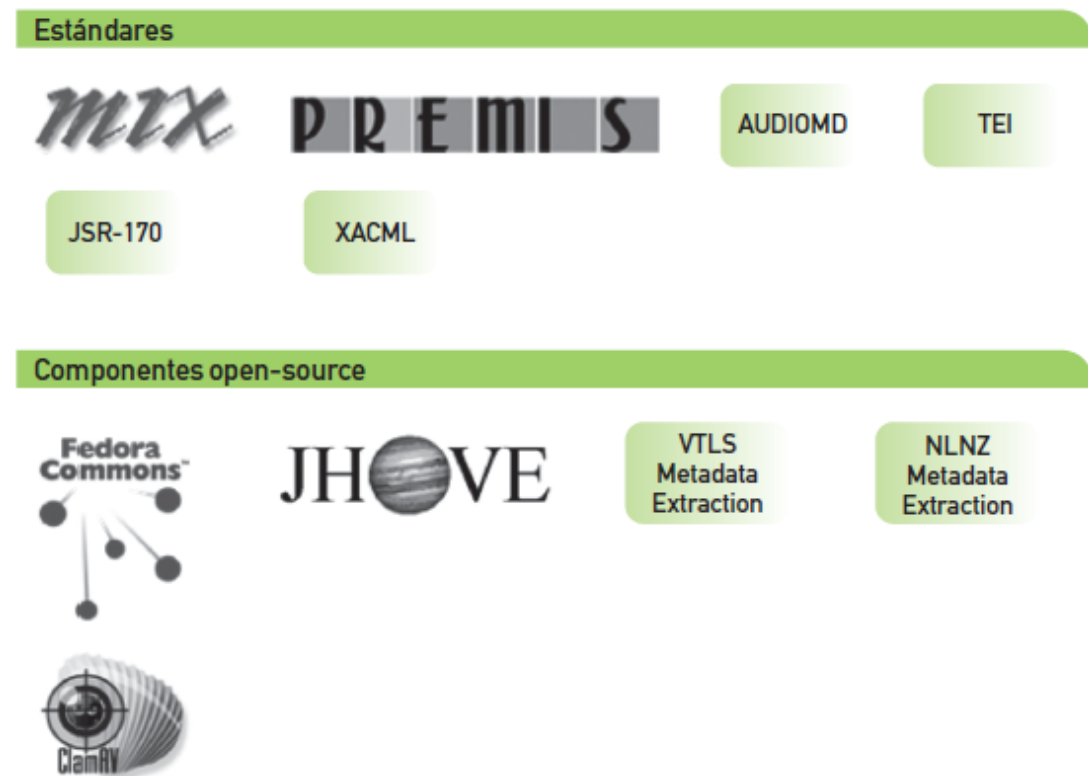 Estándares
mix
PREMIS
AUDIOMD
TEI
JSR-170
XACML
Componentes open-source
Fedora
Commons™
JHOVE
VTLS
Metadata
Extraction
NLNZ
Metadata
Extraction
ClamAV